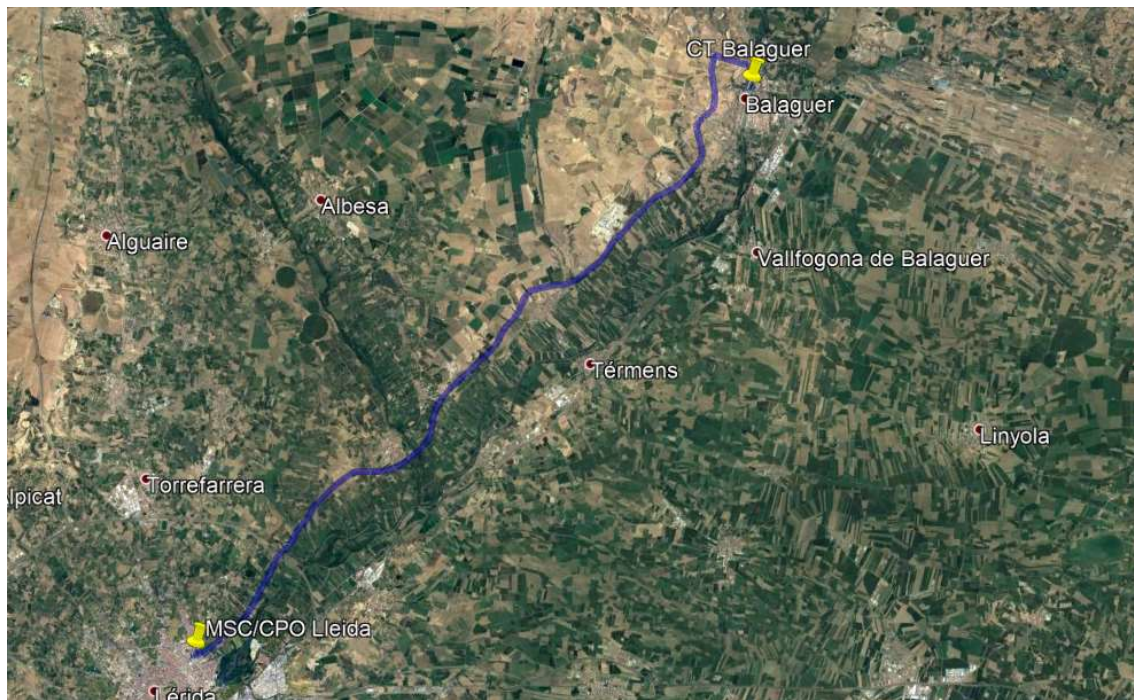 CT Balaguer
Balaguer
Albesa
Alguaire
Vallfogona de Balaguer
Térmens
Linyola
Torrefarrera
lpicat
MSC/CPO Lleida
Lérida